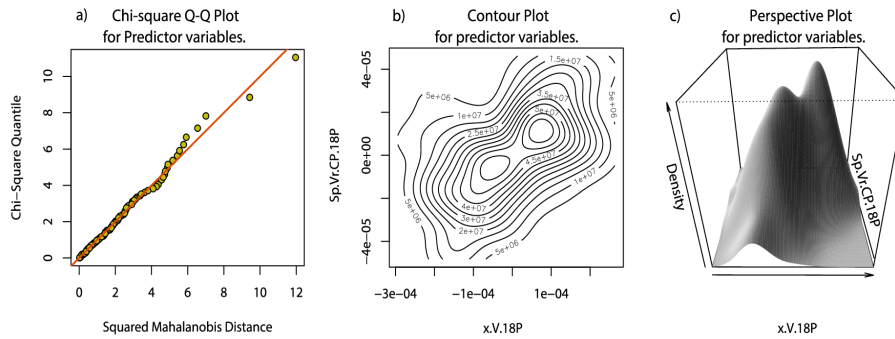 a)
Chi-square Q-Q Plot
for Predictor variables.
Chi−Square Quantile
10
8
6
4
2
0
0 2 4 6 8 10 12
Squared Mahalanobis Distance
b)
Contour Plot
for predictor variables.
Sp.Vr.CP.18P
4e−05
0e+00
−4e−05
1.5e+07
5e+06
3.5e+07
1e+07
5e+07
2.5e+07
5e+06
4.5e+07
1e+07
4e+07
3e+07
5e+06
2e+07
5e+06
−3e−04 −1e−04 1e−04
x.V.18P
c)
Perspective Plot
for predictor variables.
Density
Sp.Vr.CP.18P
x.V.18P